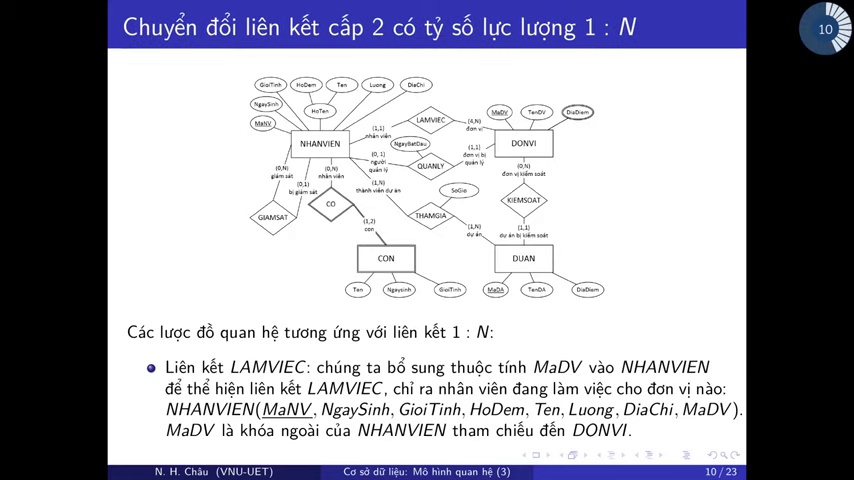 Chuyển đổi liên kết cấp 2 có tỷ số lực lượng 1 : N
10
GioiTinh
HoDem
Ten
Luong
DiaChi
NgaySinh
HoTen
MaNV
NHANVIEN
(1,1)
nhân viên
LAMVIEC
(4,N)
đơn vị
MaDV
TenDV
DiaDiem
DONVI
NgayBatDau
(0, 1)
người
quản lý
QUANLY
(1,1)
đơn vị bị
quản lý
(0,N)
giám sát
(0,1)
bị giám sát
(0,N)
nhân viên
(1,N)
thành viên dự án
SoGio
(0,N)
đơn vị kiểm soát
GIAMSAT
CO
THAMGIA
KIEMSOAT
(1,2)
con
(1,N)
dự án
(1,1)
dự án bị kiểm soát
CON
DUAN
Ten
Ngaysinh
GioiTinh
MaDA
TenDA
DiaDiem
Các lược đồ quan hệ tương ứng với liên kết 1 : N:
Liên kết LAMVIEC: chúng ta bổ sung thuộc tính MaDV vào NHANVIEN
để thể hiện liên kết LAMVIEC, chỉ ra nhân viên đang làm việc cho đơn vị nào:
NHANVIEN(MaNV, NgaySinh, GioiTinh, HoDem, Ten, Luong, DiaChi, MaDV).
MaDV là khóa ngoài của NHANVIEN tham chiếu đến DONVI.
N. H. Châu (VNU-UET)
Cơ sở dữ liệu: Mô hình quan hệ (3)
10 / 23